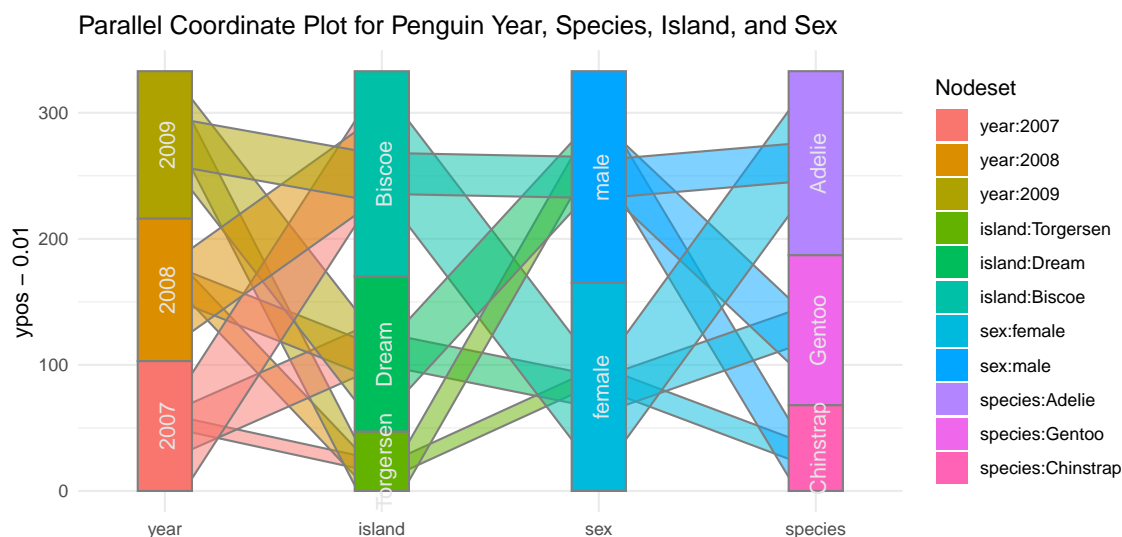 Parallel Coordinate Plot for Penguin Year, Species, Island, and Sex
ypos − 0.01
300
200
100
0
2009
2008
2007
Biscoe
Dream
Torgersen
male
female
Adelie
Gentoo
Chinstrap
year
island
sex
species
Nodeset
year:2007
year:2008
year:2009
island:Torgersen
island:Dream
island:Biscoe
sex:female
sex:male
species:Adelie
species:Gentoo
species:Chinstrap